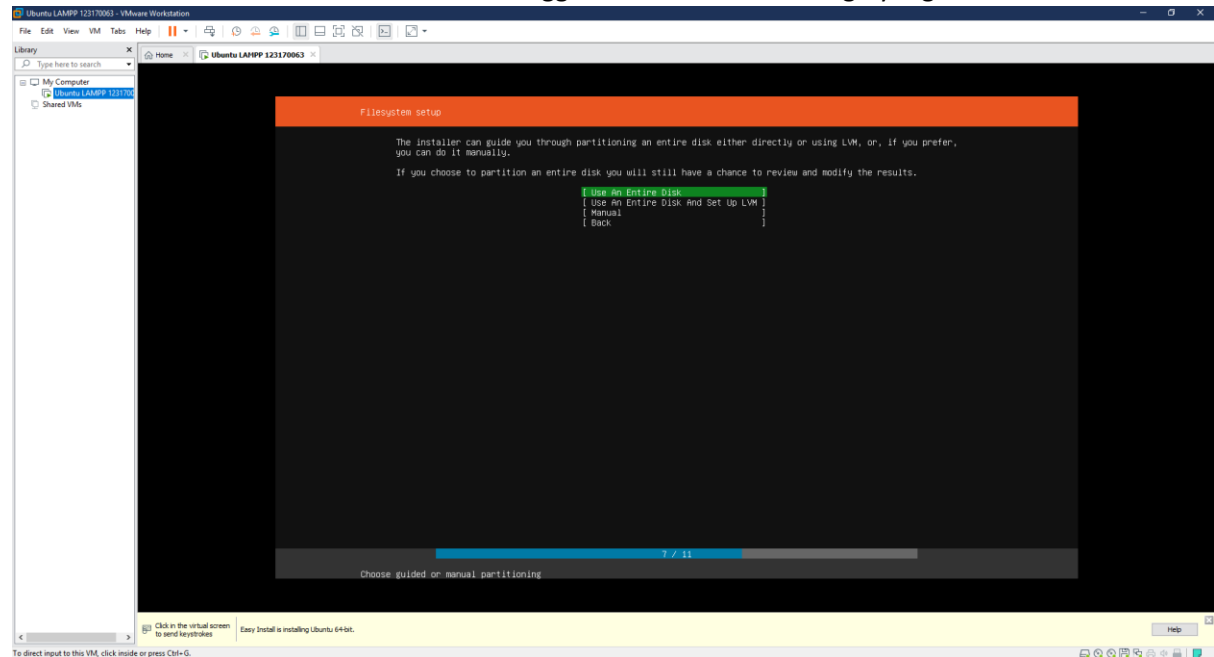 Ubuntu LAMPP 123170063 - VMware Workstation
File Edit View VM Tabs Help
Library
Home
Ubuntu LAMPP 123170063
Type here to search
My Computer
Ubuntu LAMPP 1231700
Shared VMs
Filesystem setup
The installer can guide you through partitioning an entire disk either directly or using LVM, or, if you prefer,
you can do it manually.
If you choose to partition an entire disk you will still have a chance to review and modify the results.
[ Use An Entire Disk ]
[ Use An Entire Disk And Set Up LVM ]
[ Manual ]
[ Back ]
7 / 11
Choose guided or manual partitioning
Click in the virtual screen
to send keystrokes
Easy Install is installing Ubuntu 64-bit.
Help
To direct input to this VM, click inside or press Ctrl+G.